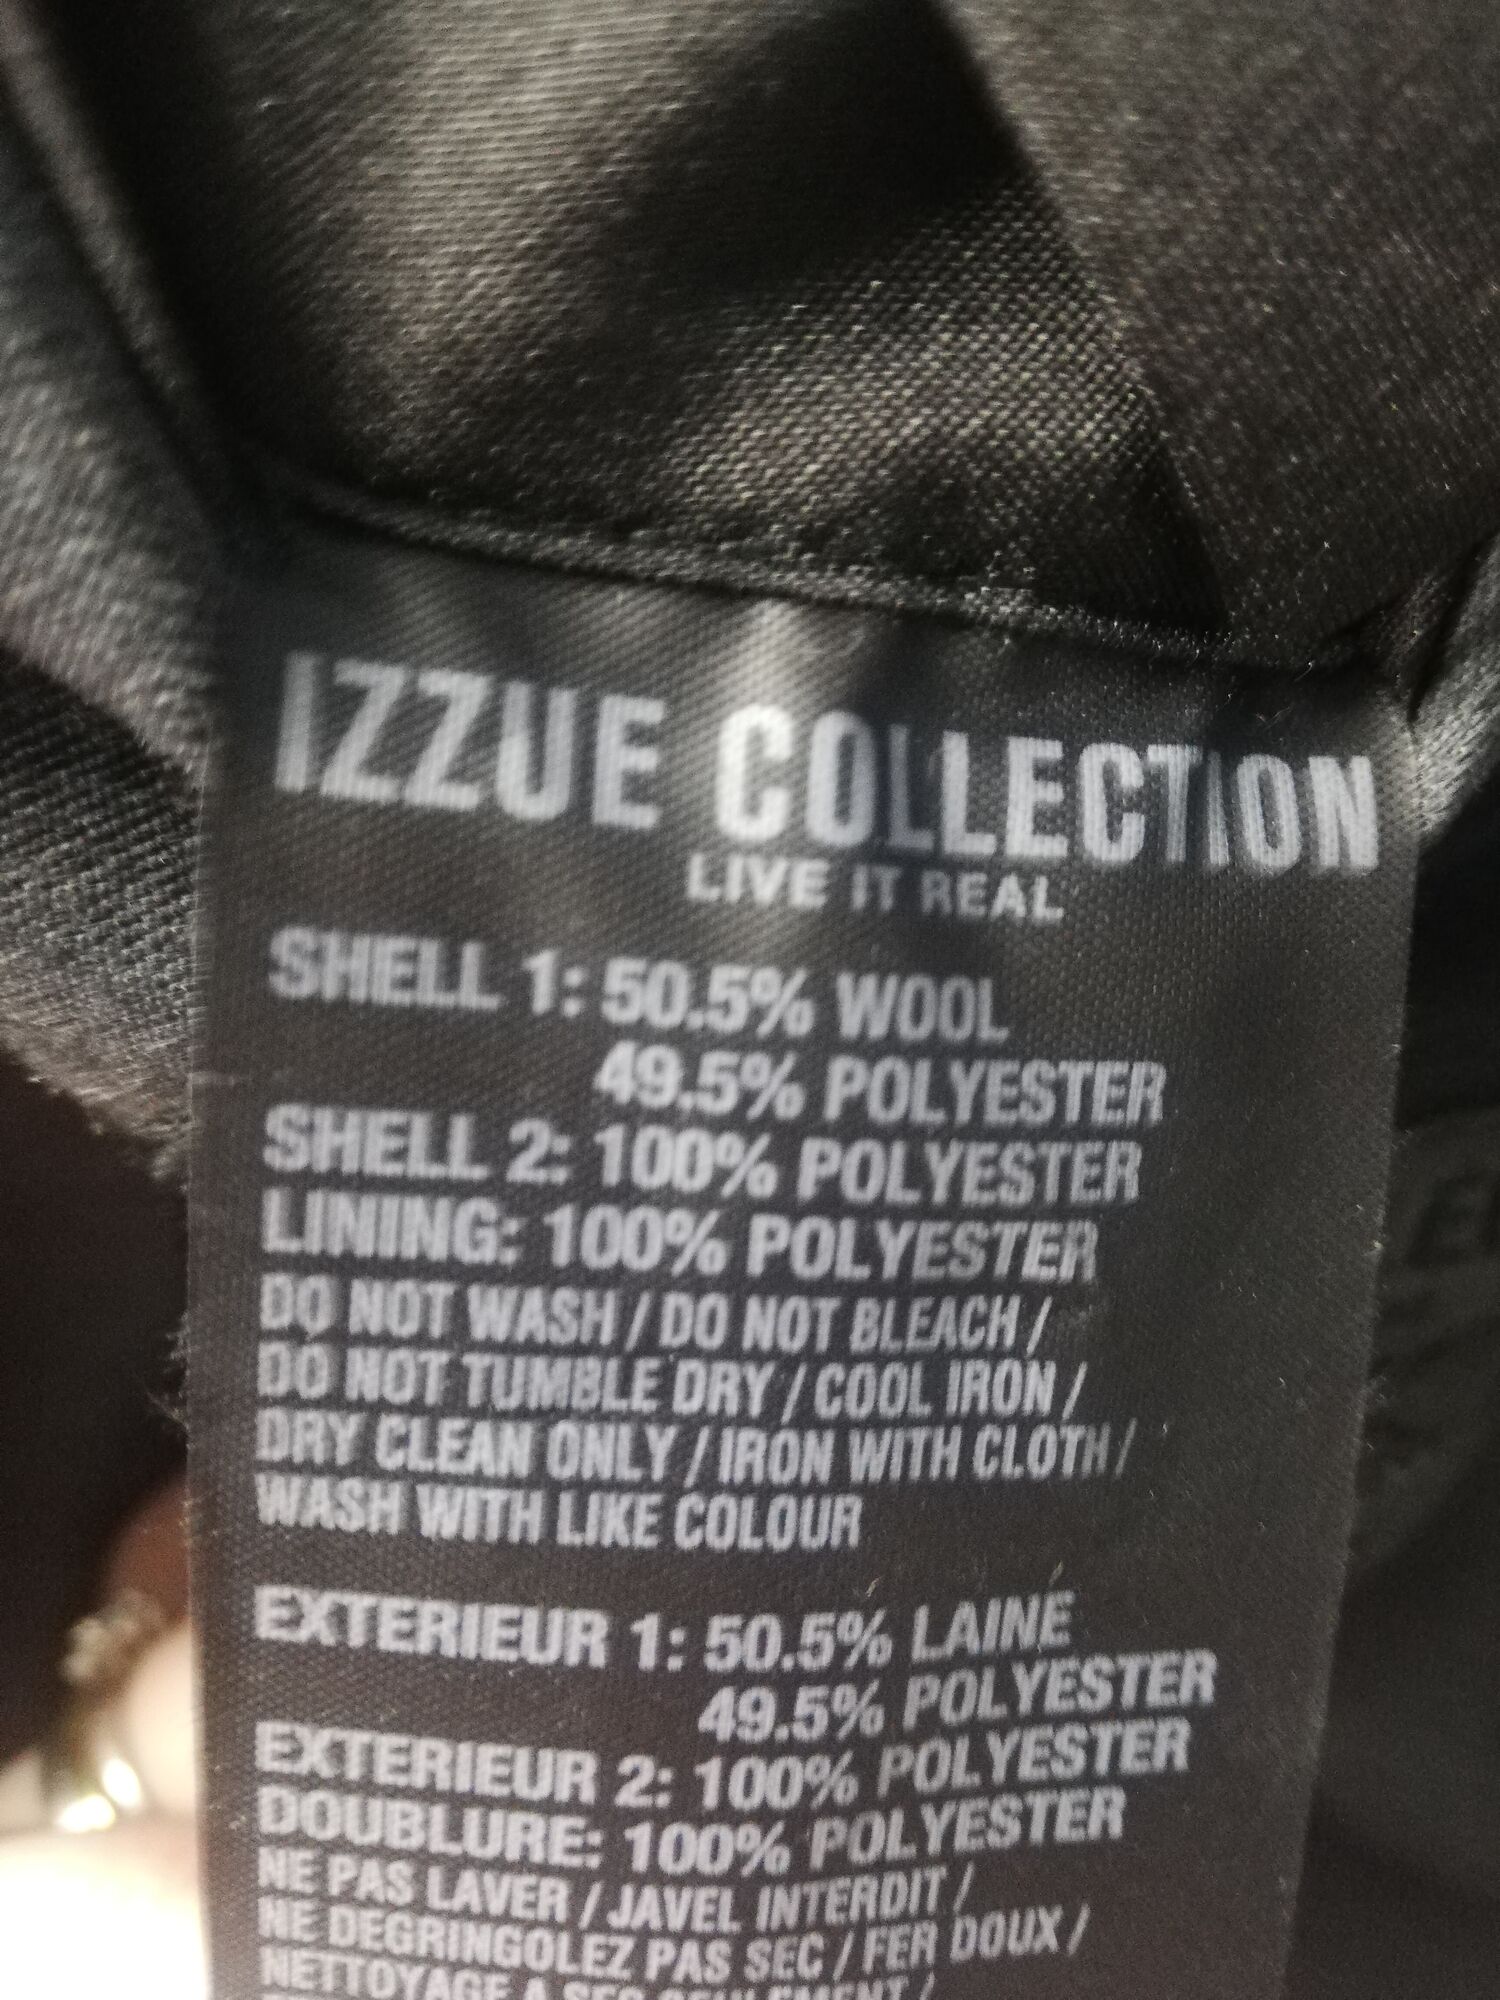 IZZUE COLLECTION
LIVE IT REAL
SHELL 1: 50.5% WOOL
49.5% POLYESTER
SHELL 2: 100% POLYESTER
LINING: 100% POLYESTER
DO NOT WASH / DO NOT BLEACH /
DO NOT TUMBLE DRY / COOL IRON /
DRY CLEAN ONLY / IRON WITH CLOTH /
WASH WITH LIKE COLOUR
EXTERIEUR 1: 50.5% LAINE
49.5% POLYESTER
EXTERIEUR 2: 100% POLYESTER
DOUBLURE: 100% POLYESTER
NE PAS LAVER / JAVEL INTERDIT /
NE DEGRINGOLEZ PAS SEC / FER DOUX /
NETTOYAGE A SEC SEULEMENT /